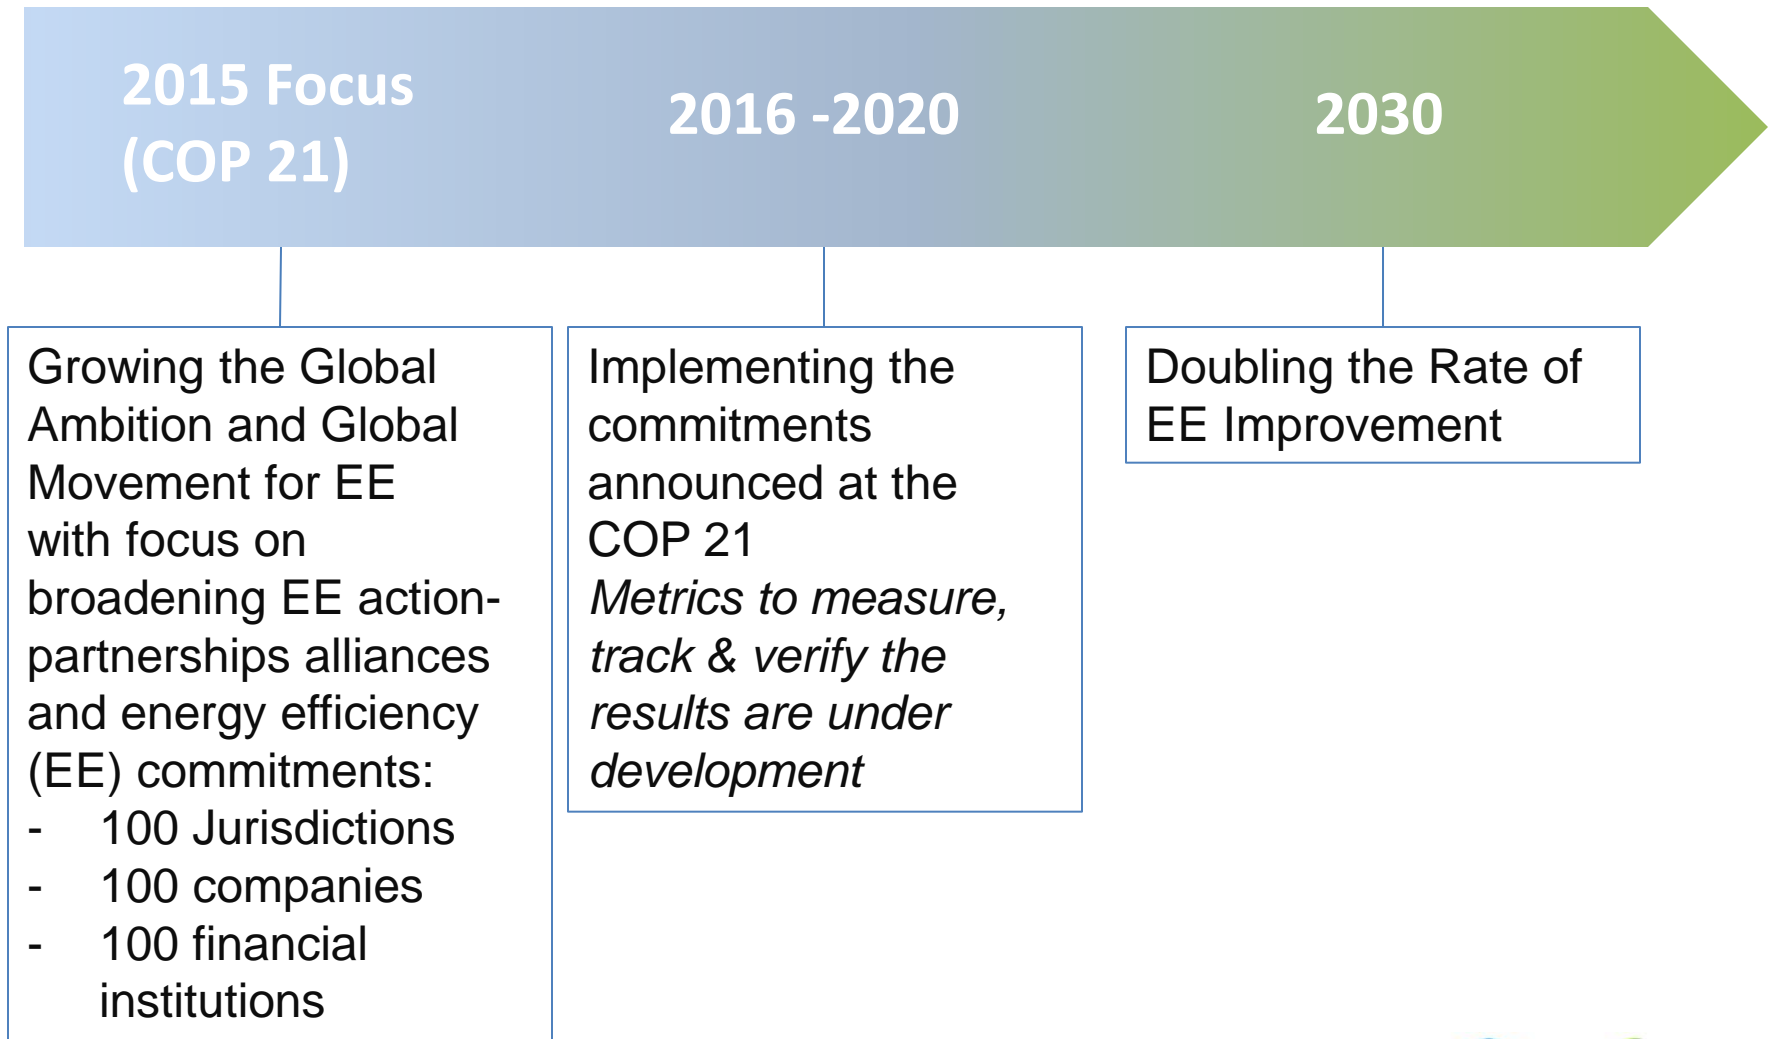 2015 Focus
(COP 21)
2016 -2020
2030
Growing the Global
Ambition and Global
Movement for EE
with focus on
broadening EE action-
partnerships alliances
and energy efficiency
(EE) commitments:
- 100 Jurisdictions
- 100 companies
- 100 financial
institutions
Implementing the
commitments
announced at the
COP 21
Metrics to measure,
track & verify the
results are under
development
Doubling the Rate of
EE Improvement